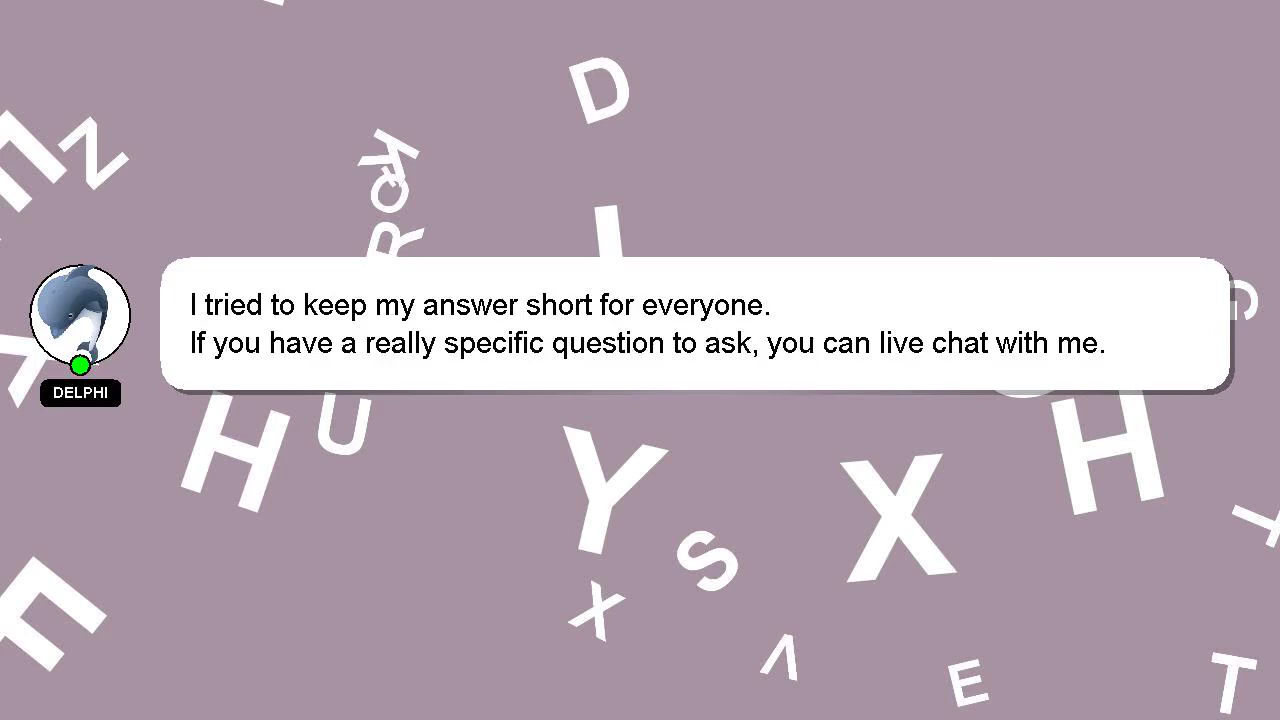 D
Z
K
C
R
I
I tried to keep my answer short for everyone.
If you have a really specific question to ask, you can live chat with me.
DELPHI
H
U
Y
X
H
S
X
V
E
T